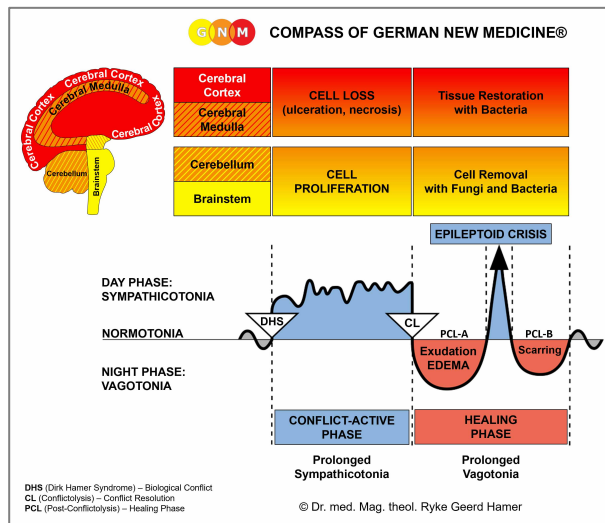 G N M
COMPASS OF GERMAN NEW MEDICINE®
Cerebral Cortex
Cerebral Medulla
Cerebral Cortex
Cortex
Cerebral Cortex
Cerebellum
Brainstem
Cerebral
Cortex
Cerebral
Medulla
CELL LOSS
(ulceration, necrosis)
Tissue Restoration
with Bacteria
Cerebellum
Brainstem
CELL
PROLIFERATION
Cell Removal
with Fungi and Bacteria
EPILEPTOID CRISIS
DAY PHASE:
SYMPATHICOTONIA
DHS
CL
NORMOTONIA
PCL-A
PCL-B
Exudation
EDEMA
Scarring
NIGHT PHASE:
VAGOTONIA
CONFLICT-ACTIVE
PHASE
HEALING
PHASE
Prolonged
Sympathicotonia
Prolonged
Vagotonia
DHS (Dirk Hamer Syndrome) – Biological Conflict
CL (Conflictolysis) – Conflict Resolution
PCL (Post-Conflictolysis) – Healing Phase
© Dr. med. Mag. theol. Ryke Geerd Hamer